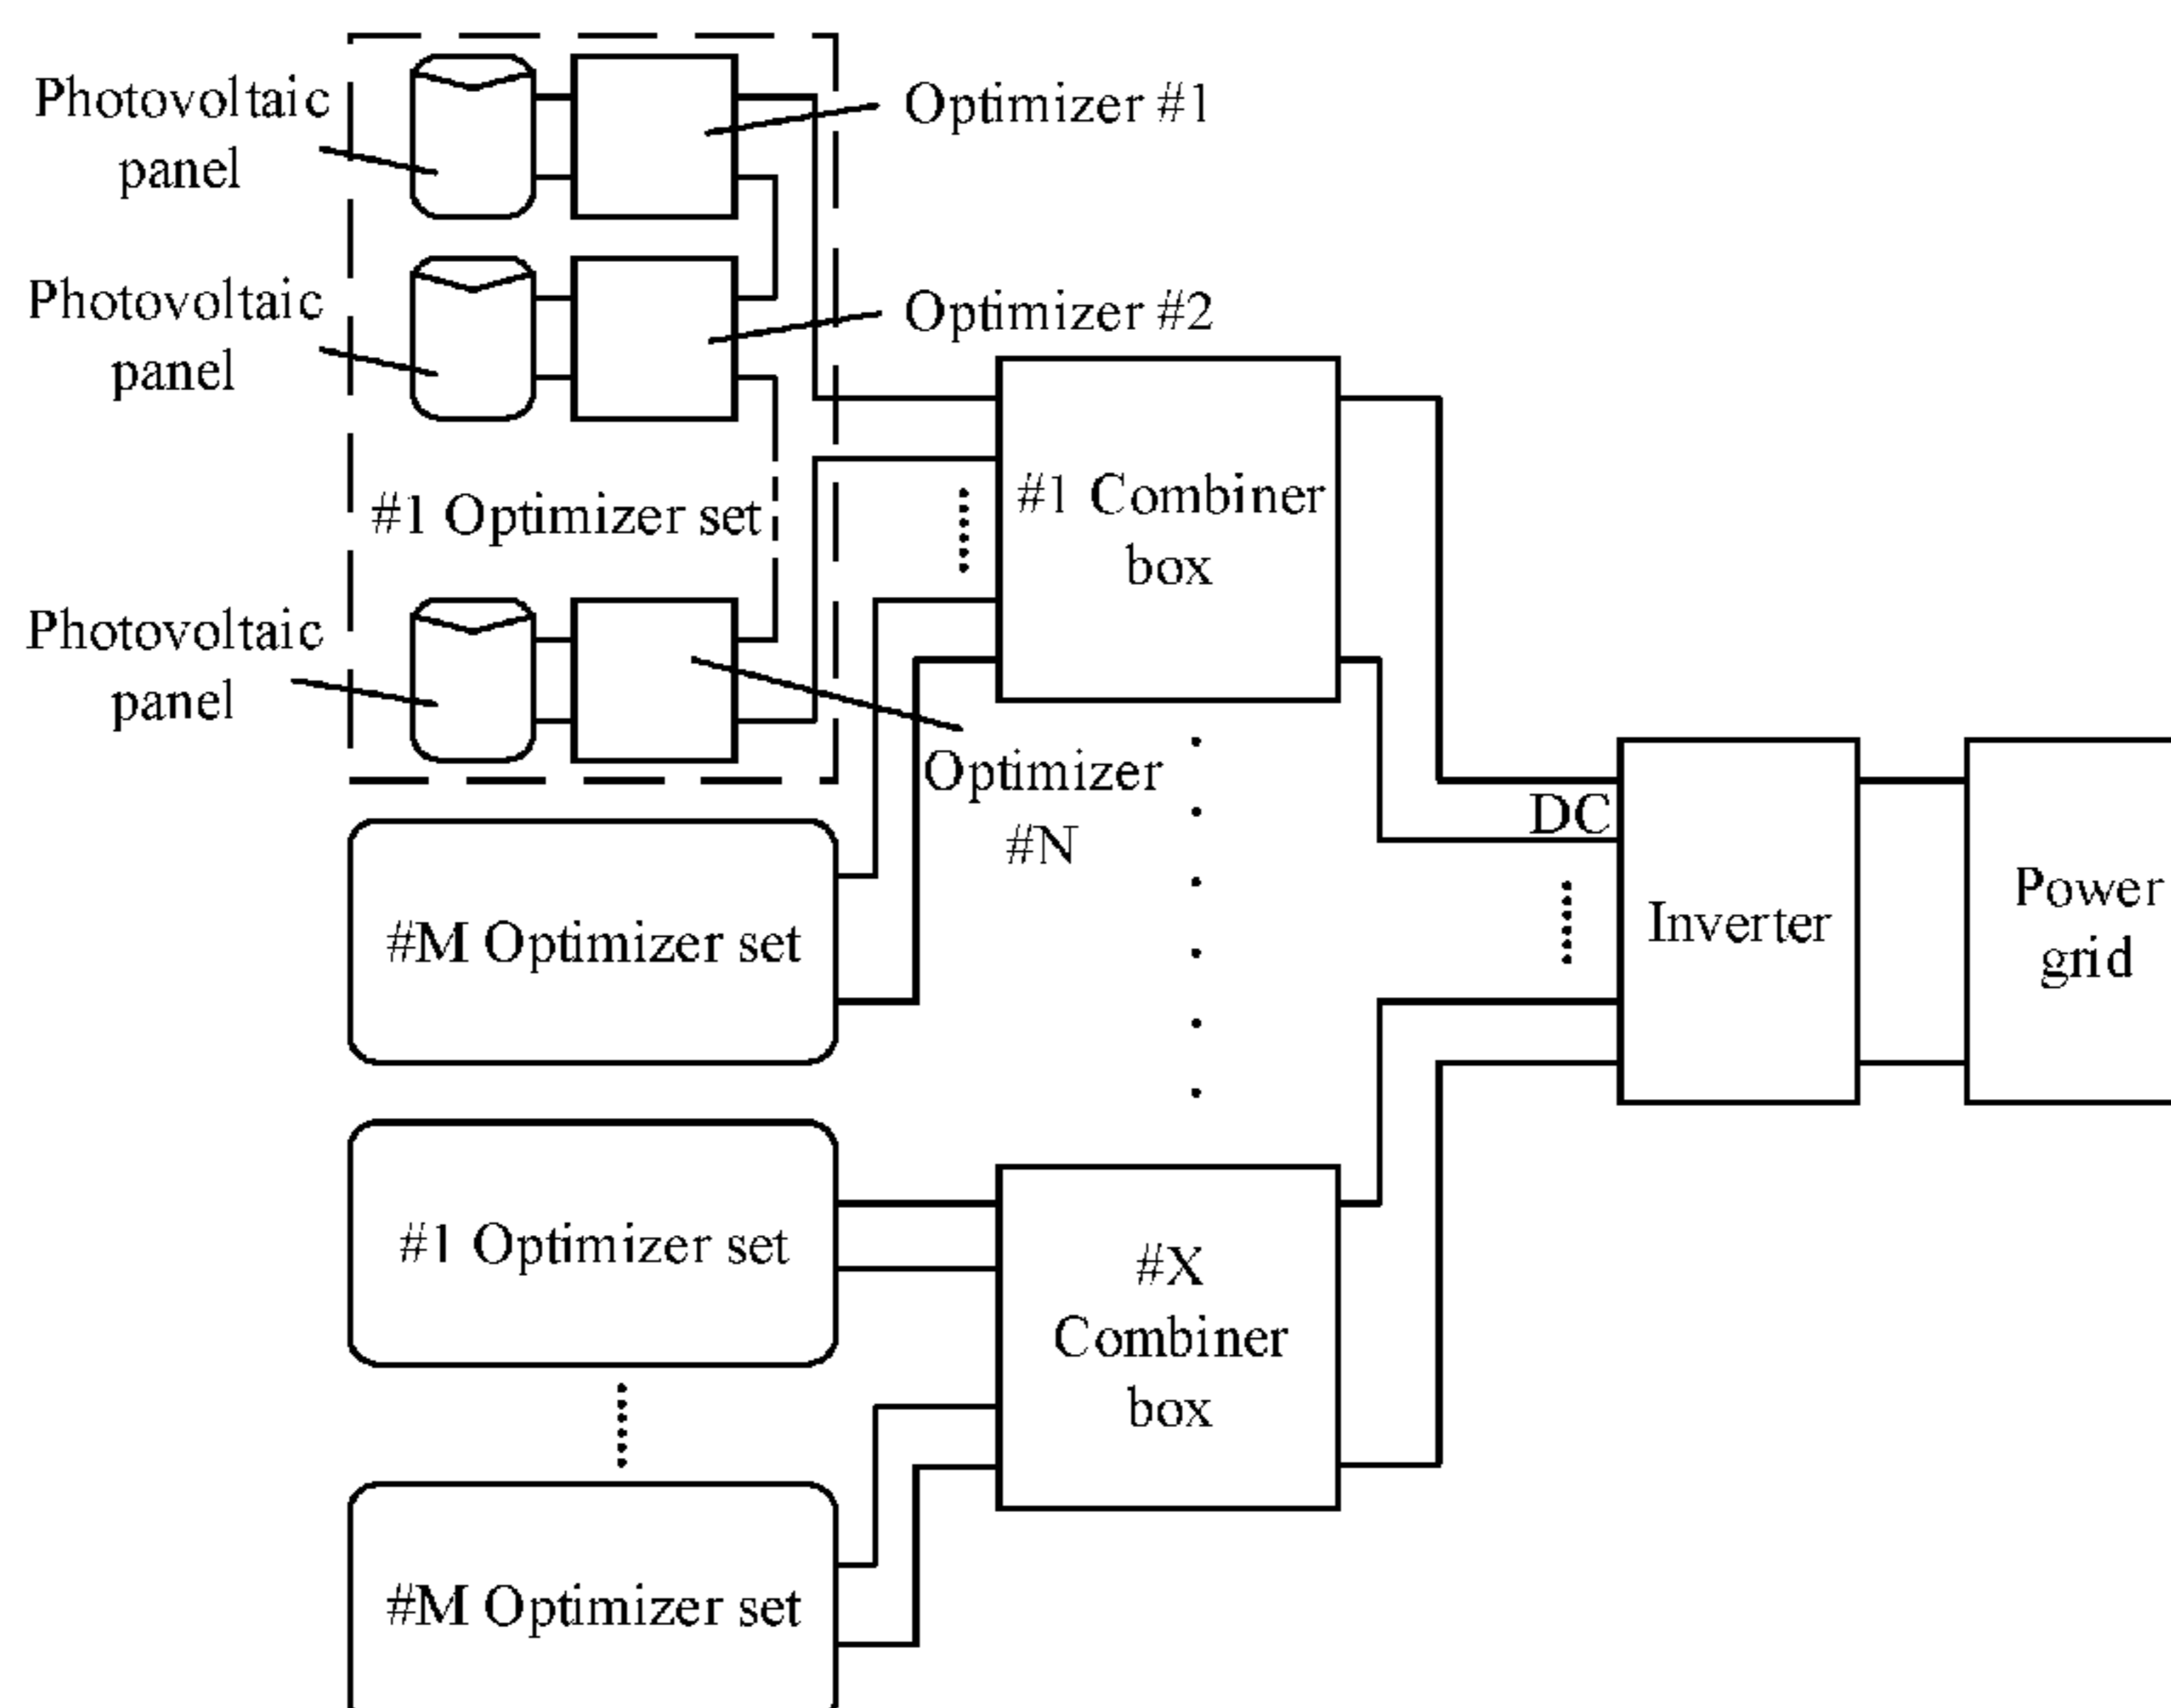 Photovoltaic
panel
Optimizer #1
Photovoltaic
panel
Optimizer #2
#1 Optimizer set
#1 Combiner
box
Photovoltaic
panel
Optimizer
#N
DC
#M Optimizer set
Inverter
Power
grid
#1 Optimizer set
#X
Combiner
box
#M Optimizer set